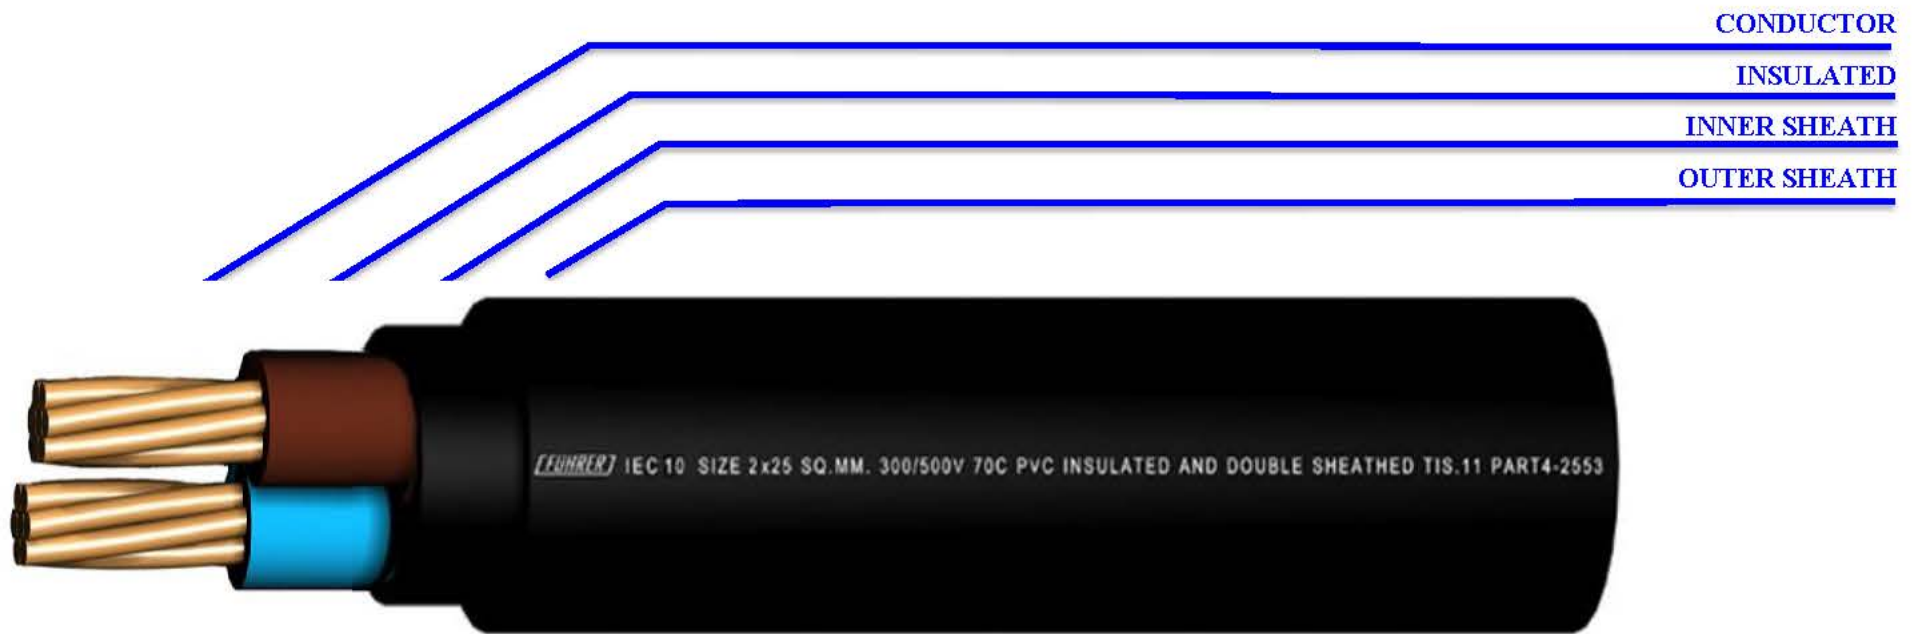 CONDUCTOR
INSULATED
INNER SHEATH
OUTER SHEATH
FUHRER IEC 10 SIZE 2x25 SQ.MM. 300/500V 70C PVC INSULATED AND DOUBLE SHEATHED TIS.11 PART4-2553